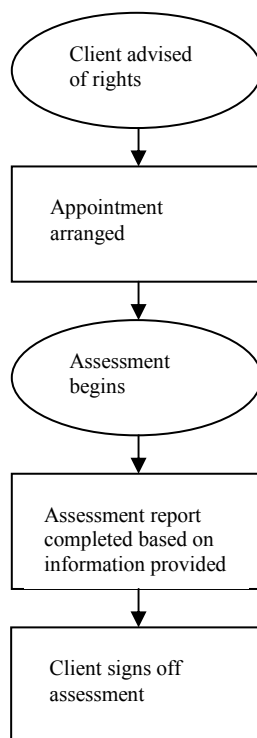 Client advised
of rights
Appointment
arranged
Assessment
begins
Assessment report
completed based on
information provided
Client signs off
assessment